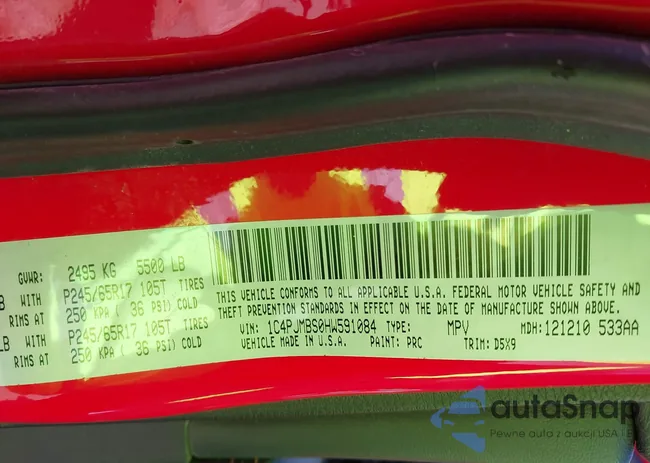 GVWR: 2495 KG 5500 LB
B WITH P245/65R17 105T TIRES
RIMS AT 250 KPA ( 36 PSI) COLD
LB WITH P245/65R17 105T TIRES
RIMS AT 250 KPA ( 36 PSI) COLD
THIS VEHICLE CONFORMS TO ALL APPLICABLE U.S.A. FEDERAL MOTOR VEHICLE SAFETY AND
THEFT PREVENTION STANDARDS IN EFFECT ON THE DATE OF MANUFACTURE SHOWN ABOVE.
VIN: 1C4PJMBS0HW591084 TYPE: MPV MDH: 121210 533AA
VEHICLE MADE IN U.S.A. PAINT: PRC TRIM: D5X9
autaSnap
Pewne auta z aukcji USA i E